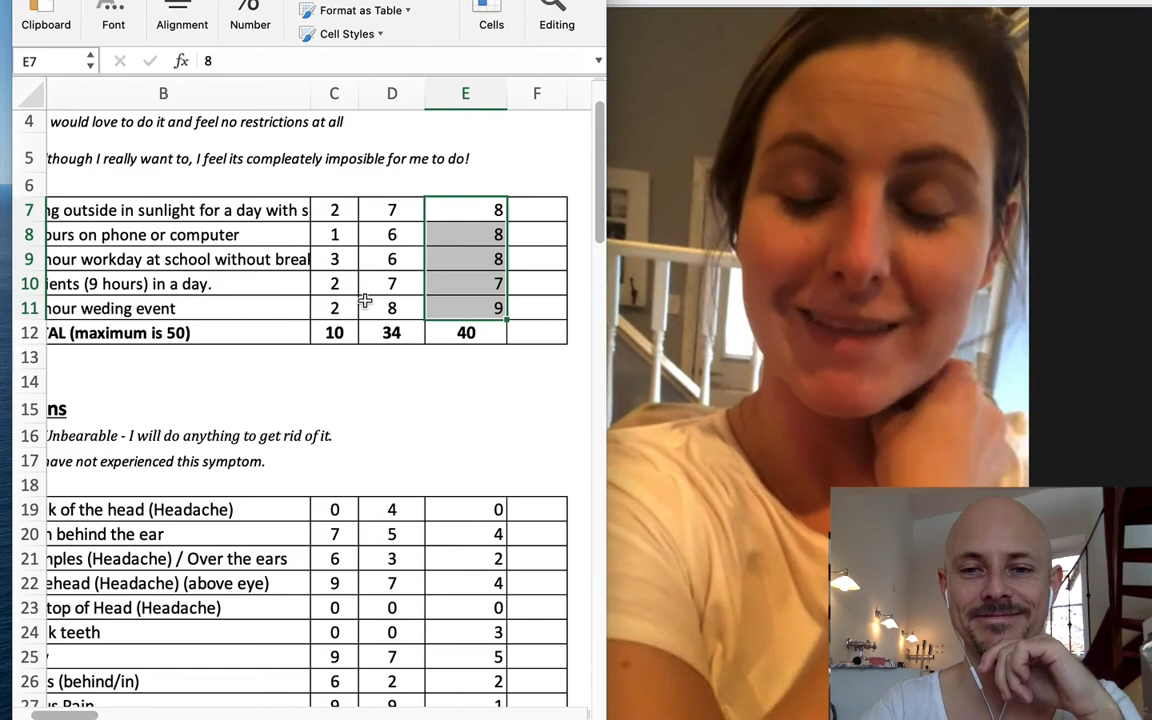 Clipboard Font Alignment Number Format as Table Cell Styles Cells Editing
E7 fx 8
B C D E F
4 would love to do it and feel no restrictions at all
5 though I really want to, I feel its compleately imposible for me to do!
6
7 ng outside in sunlight for a day with s 2 7 8
8 ours on phone or computer 1 6 8
9 hour workday at school without brea 3 6 8
10 ients (9 hours) in a day. 2 7 7
11 hour weding event 2 8 9
12 AL (maximum is 50) 10 34 40
13
14
15 ns
16 Unbearable - I will do anything to get rid of it.
17 have not experienced this symptom.
18
19 k of the head (Headache) 0 4 0
20 n behind the ear 7 5 4
21 mples (Headache) / Over the ears 6 3 2
22 ehead (Headache) (above eye) 9 7 4
23 top of Head (Headache) 0 0 0
24 k teeth 0 0 3
25 9 7 5
26 s (behind/in) 6 2 2
27 us Pain 9 9 1